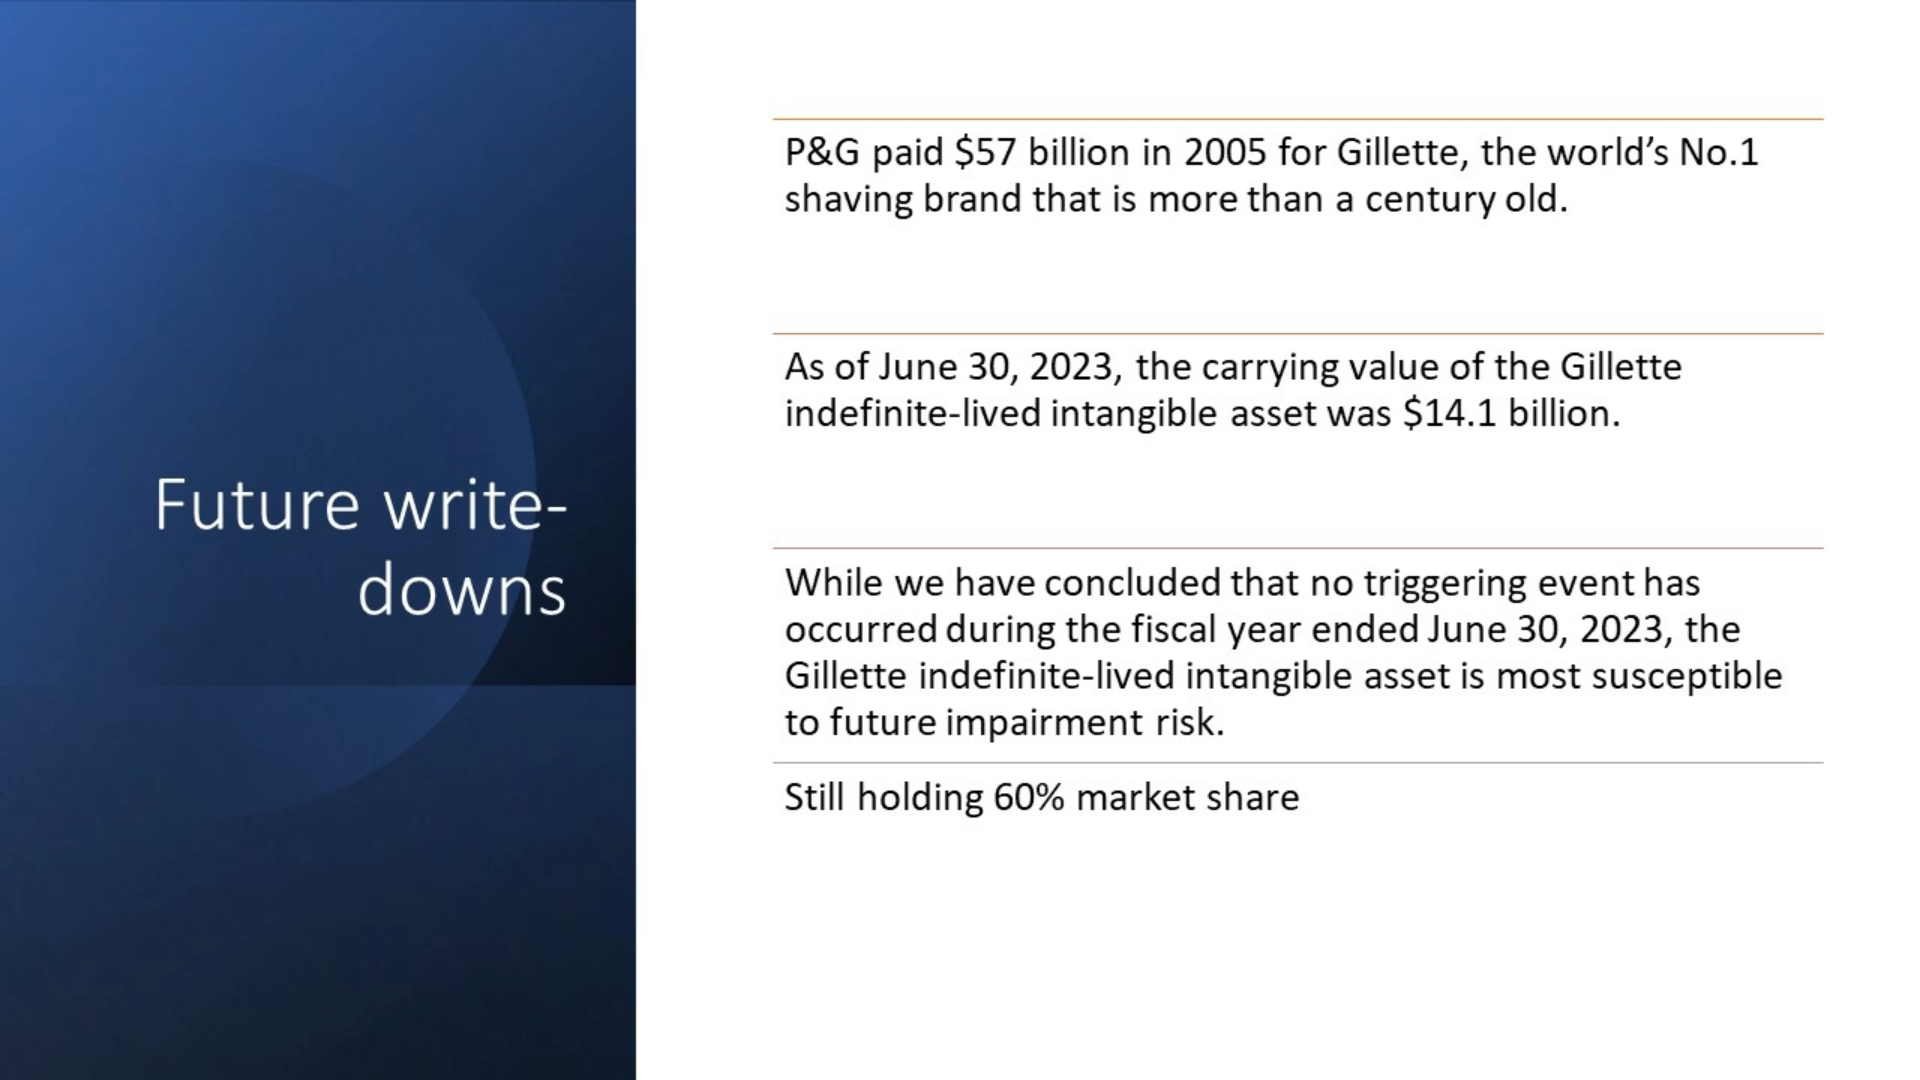 Future write-
downs
P&G paid $57 billion in 2005 for Gillette, the world’s No.1
shaving brand that is more than a century old.
As of June 30, 2023, the carrying value of the Gillette
indefinite-lived intangible asset was $14.1 billion.
While we have concluded that no triggering event has
occurred during the fiscal year ended June 30, 2023, the
Gillette indefinite-lived intangible asset is most susceptible
to future impairment risk.
Still holding 60% market share